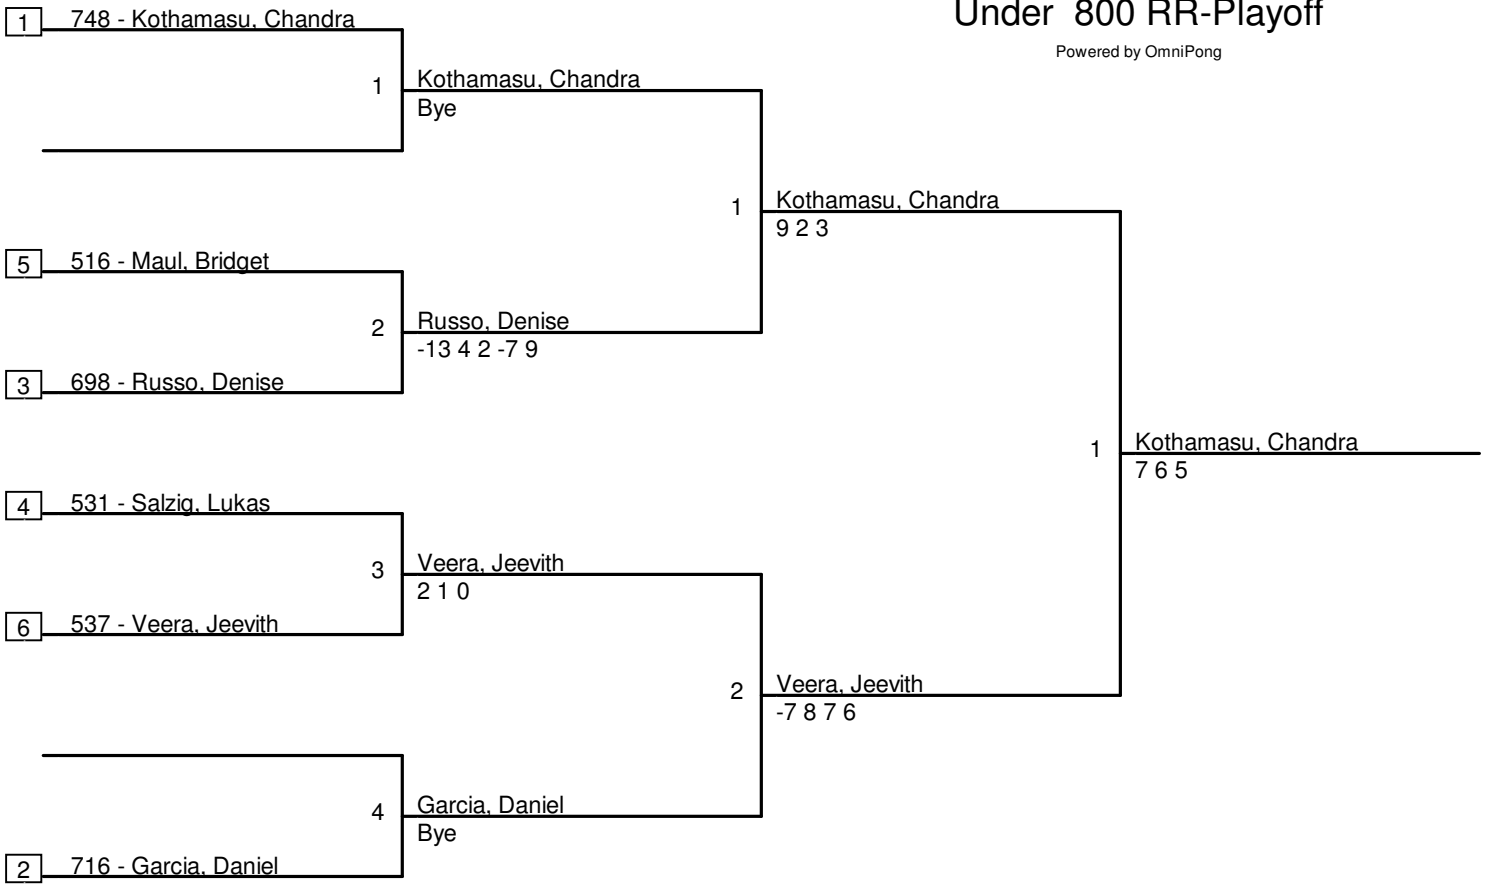 Under 800 RR-Playoff
Powered by OmniPong
1 748 - Kothamasu, Chandra
1
Kothamasu, Chandra
Bye
1
Kothamasu, Chandra
9 2 3
5 516 - Maul, Bridget
2
Russo, Denise
-13 4 2 -7 9
3 698 - Russo, Denise
1
Kothamasu, Chandra
7 6 5
4 531 - Salzig, Lukas
3
Veera, Jeevith
2 1 0
6 537 - Veera, Jeevith
2
Veera, Jeevith
-7 8 7 6
4
Garcia, Daniel
Bye
2 716 - Garcia, Daniel